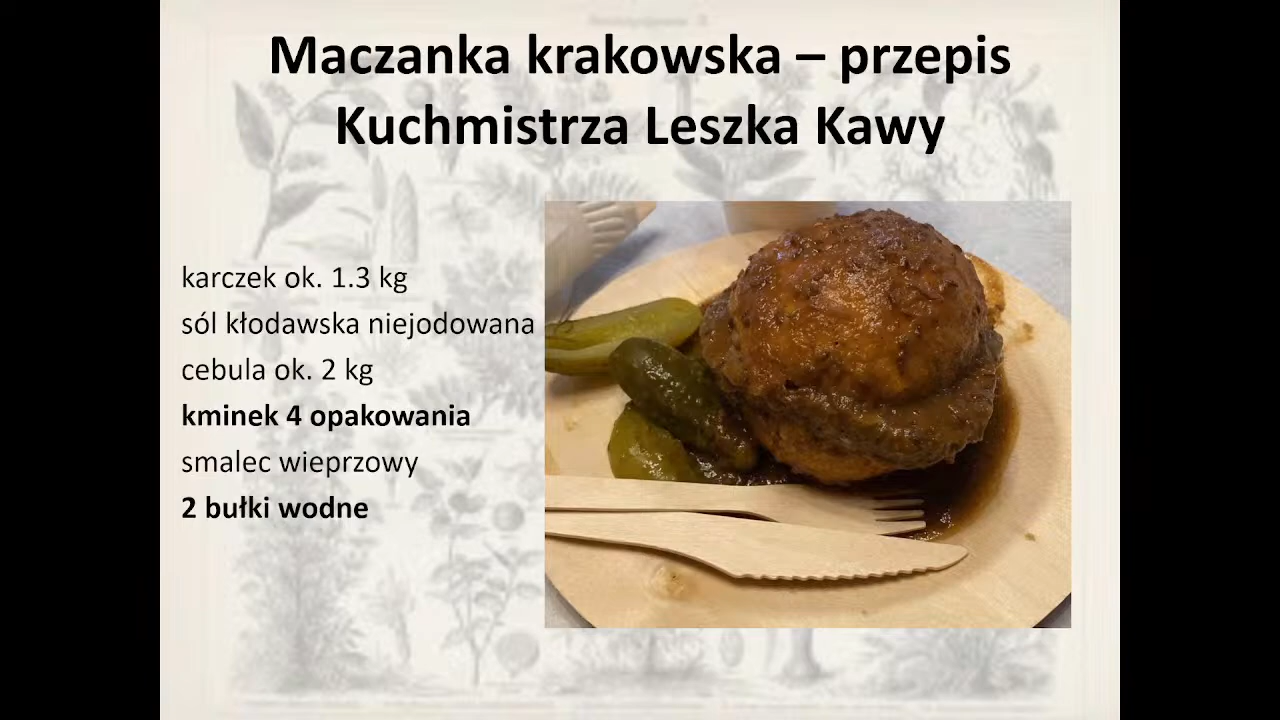 Maczanka krakowska – przepis
Kuchmistrza Leszka Kawy
karczek ok. 1.3 kg
sól kłodawska niejodowana
cebula ok. 2 kg
kminek 4 opakowania
smalec wieprzowy
2 bułki wodne